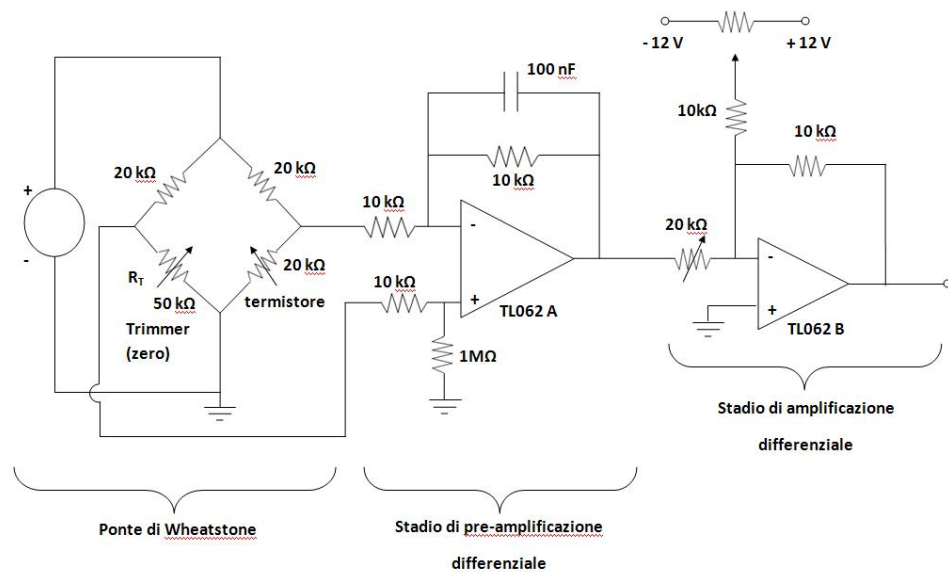 - 12 V
+ 12 V
100 nF
10kΩ
10 kΩ
20 kΩ
20 kΩ
10 kΩ
+
10 kΩ
-
20 kΩ
-
-
RT
20 kΩ
10 kΩ
50 kΩ
termistore
+
TL062 A
+
TL062 B
Trimmer
(zero)
1MΩ
Stadio di amplificazione
differenziale
Ponte di Wheatstone
Stadio di pre-amplificazione
differenziale